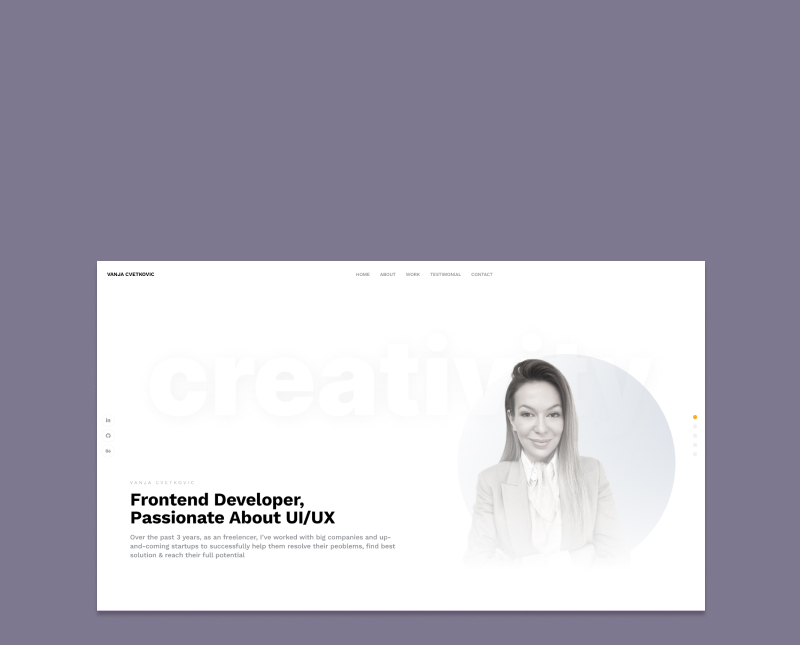 VANJA CVETKOVIC
HOME ABOUT WORK TESTIMONIAL CONTACT
creativity
VANJA CVETKOVIC
Frontend Developer,
Passionate About UI/UX
Over the past 3 years, as an freelencer, I've worked with big companies and up-
and-coming startups to successfully help them resolve their peoblems, find best
solution & reach their full potential